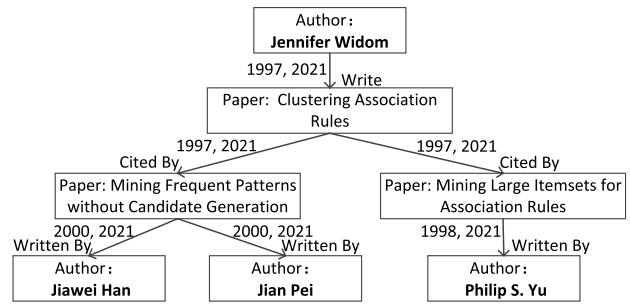 Author：
Jennifer Widom
1997, 2021
Write
Paper: Clustering Association
Rules
1997, 2021
1997, 2021
Cited By
Cited By
Paper: Mining Frequent Patterns
without Candidate Generation
Paper: Mining Large Itemsets for
Association Rules
2000, 2021
2000, 2021
1998, 2021
Written By
Written By
Written By
Author：
Jiawei Han
Author：
Jian Pei
Author：
Philip S. Yu